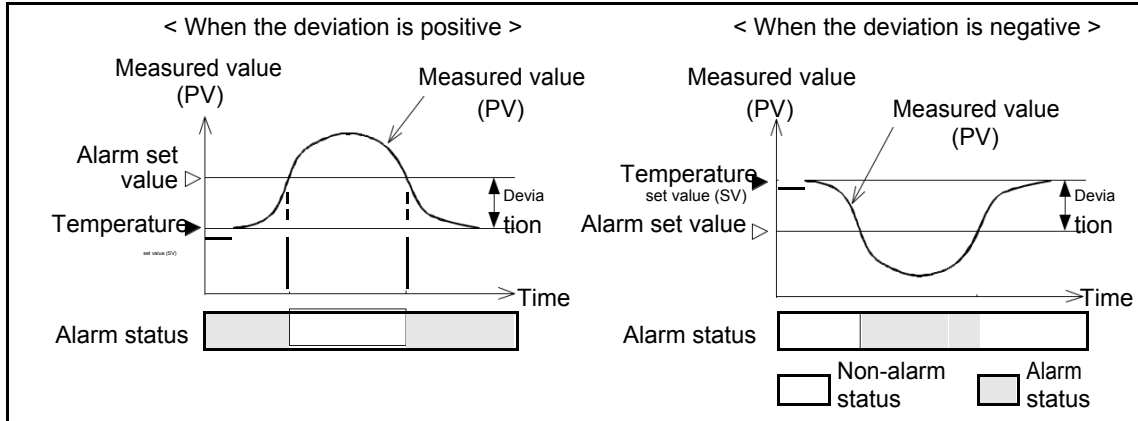 < When the deviation is positive >
Measured value
(PV)
Measured value
(PV)
Alarm set
value
Devia
tion
Temperature
set value (SV)
Time
Alarm status
< When the deviation is negative >
Measured value
(PV)
Measured value
(PV)
Temperature
set value (SV)
Devia
tion
Alarm set value
Time
Alarm status
Non-alarm
status
Alarm
status